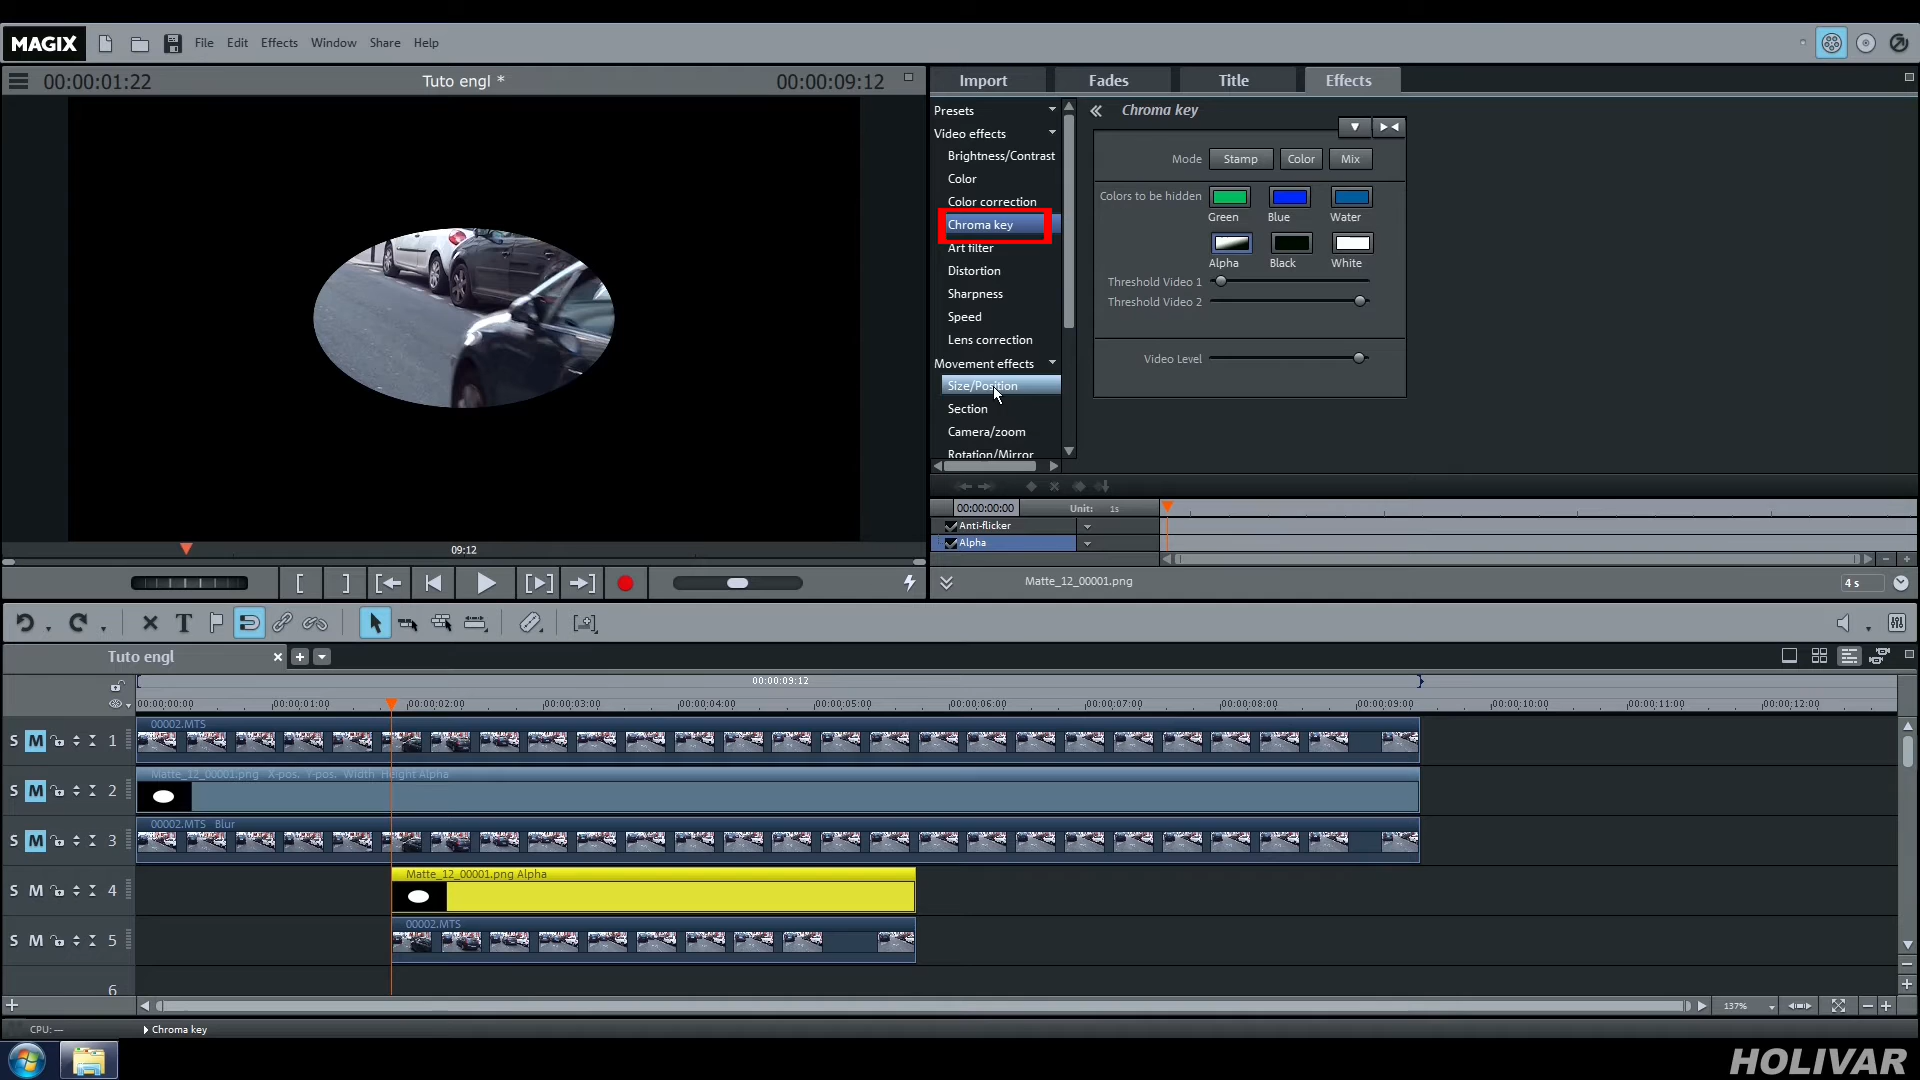 MAGIX File Edit Effects Window Share Help
00:00:01:22 Tuto engl * 00:00:09:12
Import Fades Title Effects
Presets
Video effects
Brightness/Contrast
Color
Color correction
Chroma key
Art filter
Distortion
Sharpness
Speed
Lens correction
Movement effects
Size/Position
Section
Camera/zoom
Rotation/Mirror
Chroma key
Mode Stamp Color Mix
Colors to be hidden
Green Blue Water
Alpha Black White
Threshold Video 1
Threshold Video 2
Video Level
00:00:00:00 Unit: 1s
Anti-flicker
Alpha
Matte_12_00001.png 4 s
09:12
Tuto engl
00:00:09:12
00:00:00:00 00:00:01:00 00:00:02:00 00:00:03:00 00:00:04:00 00:00:05:00 00:00:06:00 00:00:07:00 00:00:08:00 00:00:09:00 00:00:10:00 00:00:11:00 00:00:12:00
00002.MTS
S M 1
Matte_12_00001.png X-pos. Y-pos. Width Height Alpha
S M 2
00002.MTS Blur
S M 3
Matte_12_00001.png Alpha
S M 4
00002.MTS
S M 5
6
137%
CPU: — Chroma key
HOLIVAR